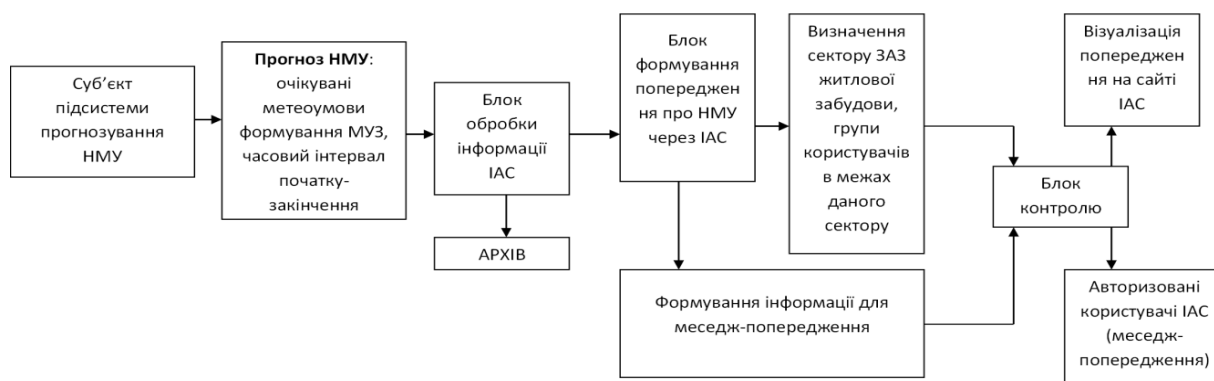 Суб’єкт
підсистеми
прогнозування
НМУ
Прогноз НМУ:
очікувані
метеоумови
формування МУЗ,
часовий інтервал
початку-
закінчення
Блок
обробки
інформації
ІАС
АРХІВ
Блок
формування
попереджен
ня про НМУ
через ІАС
Визначення
сектору ЗАЗ
житлової
забудови,
групи
користувачів
в межах
даного
сектору
Формування інформації для
меседж-попередження
Блок
контролю
Візуалізація
попереджен
ня на сайті
ІАС
Авторизовані
користувачі ІАС
(меседж-
попередження)